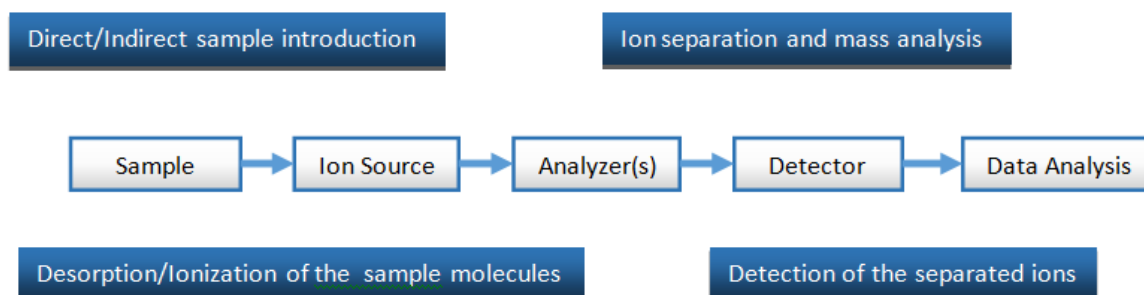 Direct/Indirect sample introduction
Ion separation and mass analysis
Sample
Ion Source
Analyzer(s)
Detector
Data Analysis
Desorption/Ionization of the sample molecules
Detection of the separated ions